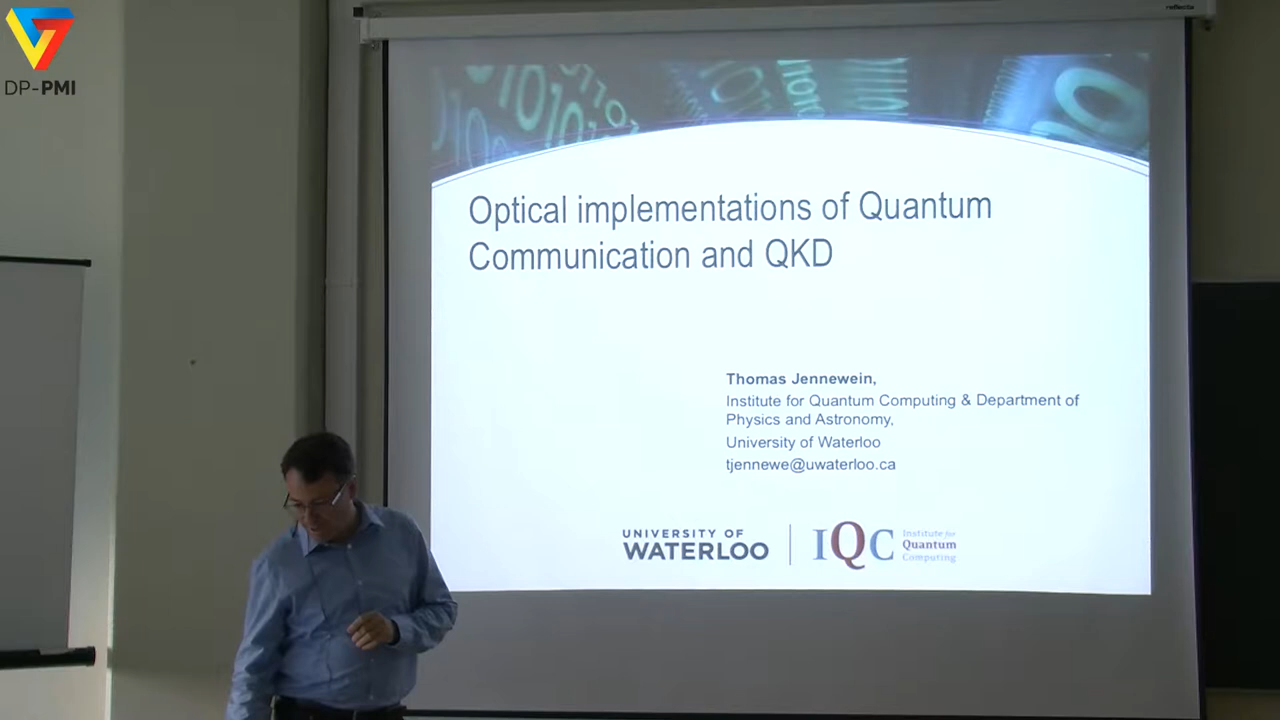 DP-PMI
reflecta
Optical implementations of Quantum
Communication and QKD
Thomas Jennewein,
Institute for Quantum Computing & Department of
Physics and Astronomy,
University of Waterloo
tjennewe@uwaterloo.ca
UNIVERSITY OF
WATERLOO
IQC
Institute for
Quantum
Computing